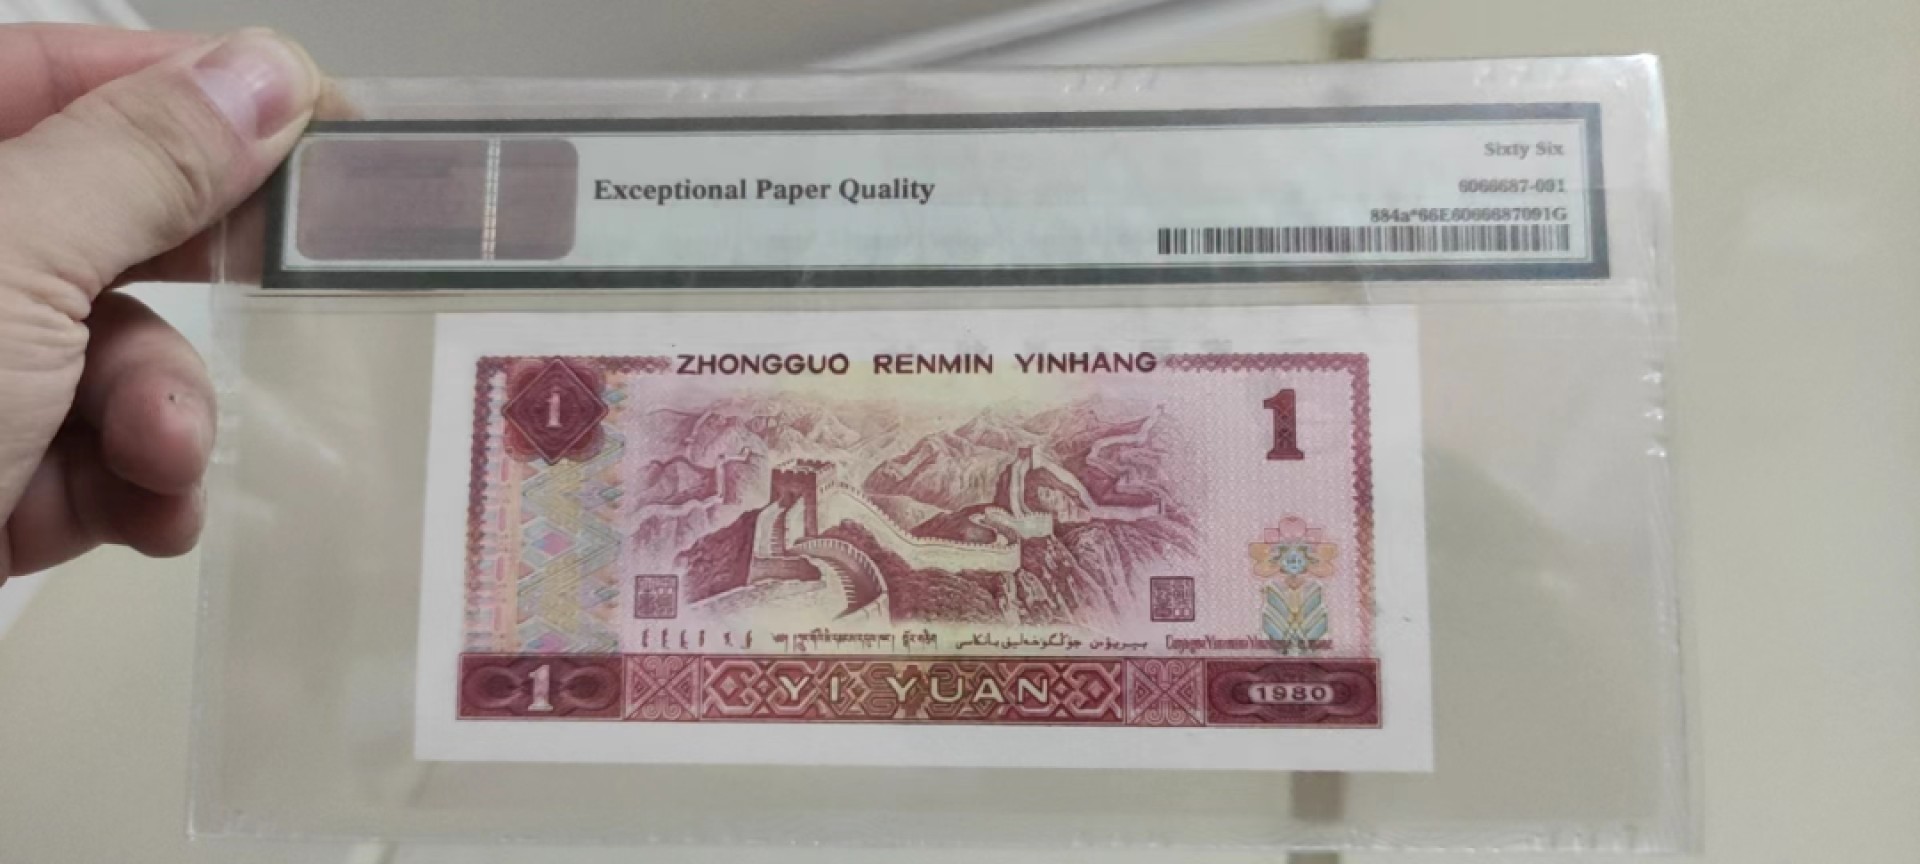 Sixty Six
Exceptional Paper Quality
6066687-091
884a*66E6066687091G
ZHONGGUO RENMIN YINHANG
1
1
1
YI YUAN
1980